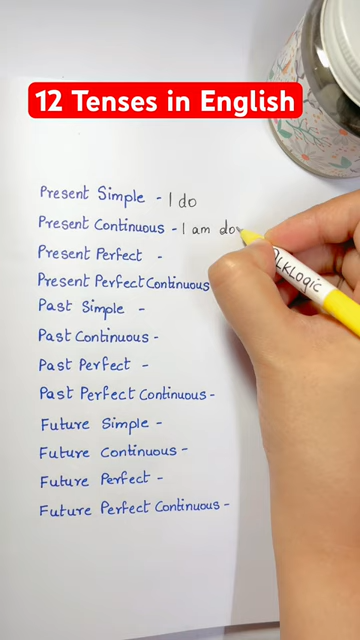 12 Tenses in English
Present Simple - I do
Present Continuous - I am do
Present Perfect -
Present Perfect Continuous
Past Simple -
Past Continuous -
Past Perfect -
Past Perfect Continuous -
Future Simple -
Future Continuous -
Future Perfect -
Future Perfect Continuous -